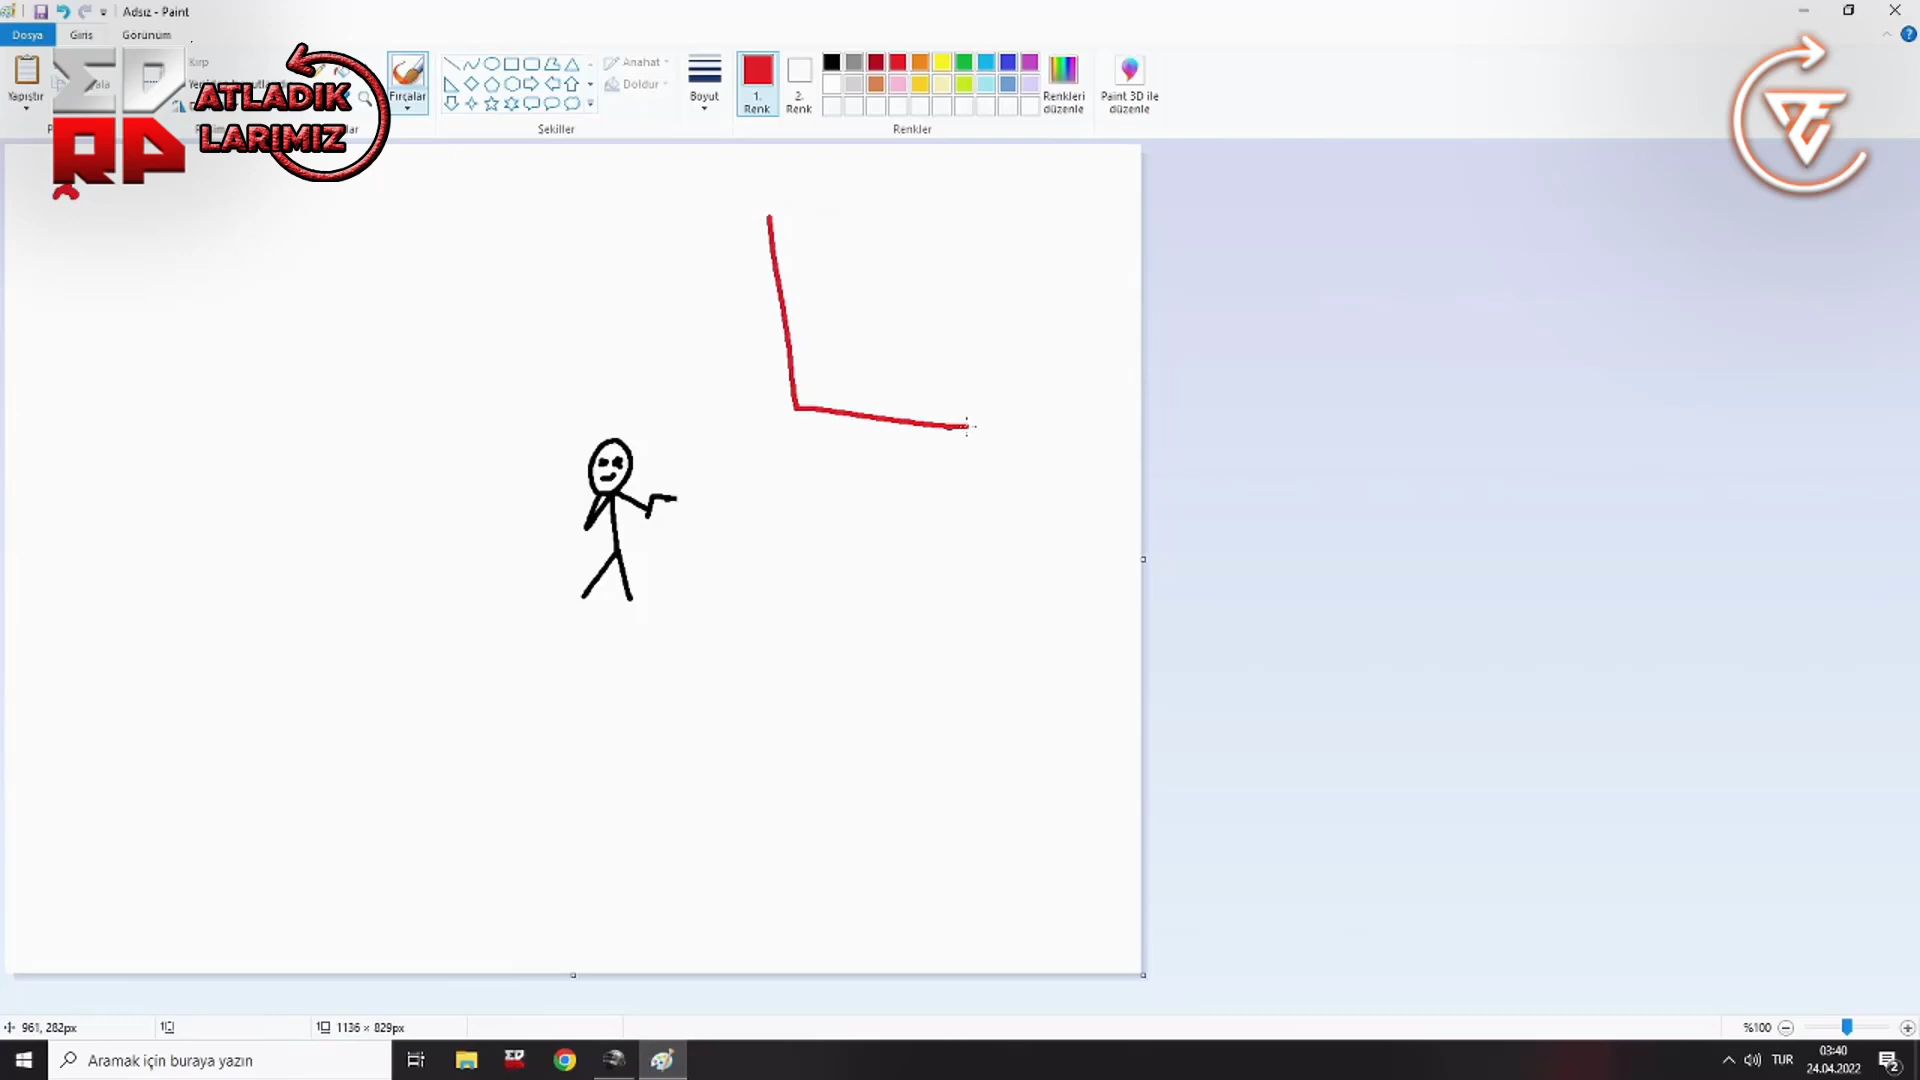 Adsız - Paint
Dosya
Giriş
Görünüm
Yapıştır
Kırp
ATLADIK
LARIMIZ
Fırçalar
Anahat
Doldur
Şekiller
Boyut
1.
Renk
2.
Renk
Renkler
Renkleri
düzenle
Paint 3D ile
düzenle
961, 282px
1136 × 829px
%100
Aramak için buraya yazın
TUR
03:40
24.04.2022
2